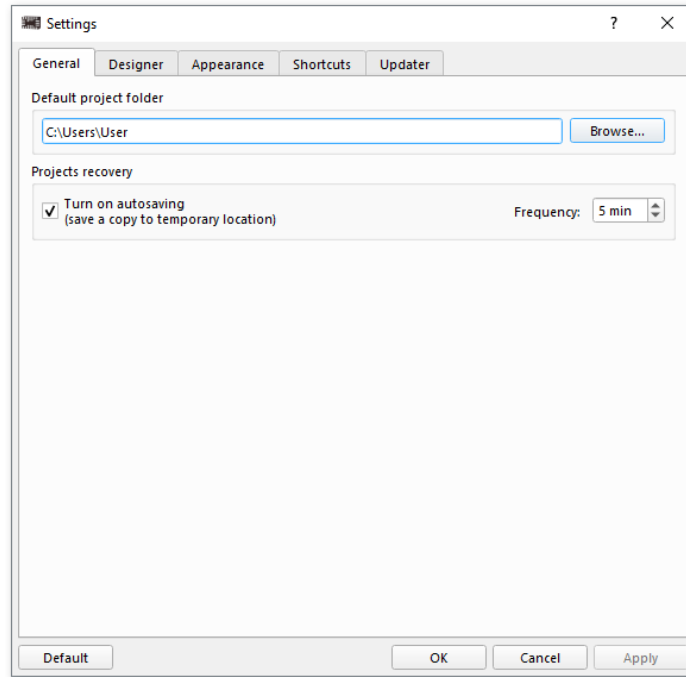 Settings
?
General Designer Appearance Shortcuts Updater
Default project folder
C:\Users\User Browse...
Projects recovery
Turn on autosaving
(save a copy to temporary location)
Frequency: 5 min
Default OK Cancel Apply